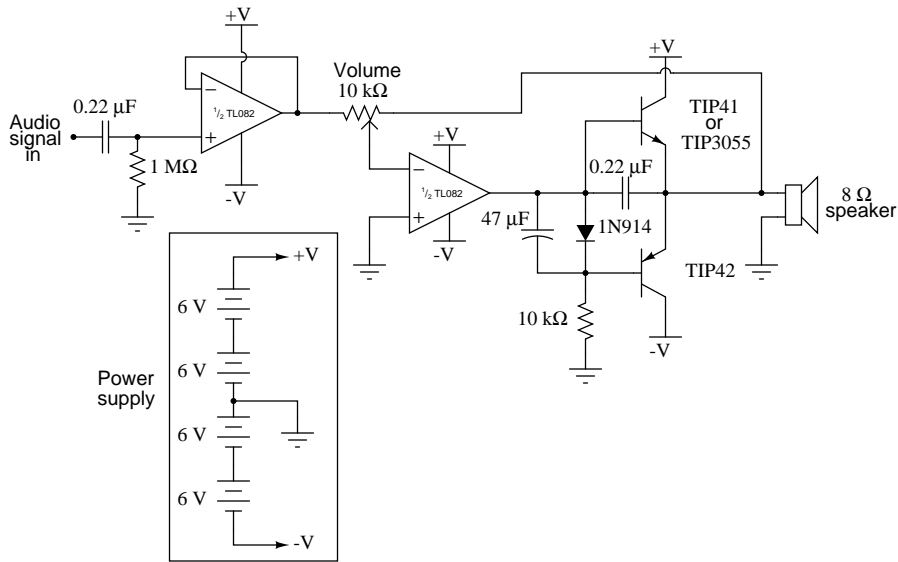 +V
0.22 μF
Audio
signal
in
−
½ TL082
+
1 MΩ
-V
Volume
10 kΩ
+V
−
½ TL082
+
-V
47 μF
0.22 μF
1N914
10 kΩ
+V
TIP41
or
TIP3055
TIP42
-V
8 Ω
speaker
Power
supply
+V
6 V
6 V
6 V
6 V
-V